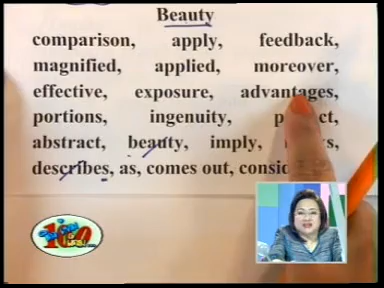 Beauty
comparison, apply, feedback,
magnified, applied, moreover,
effective, exposure, advantages,
portions, ingenuity,
abstract, beauty, imply,
describes, as, comes out,
100